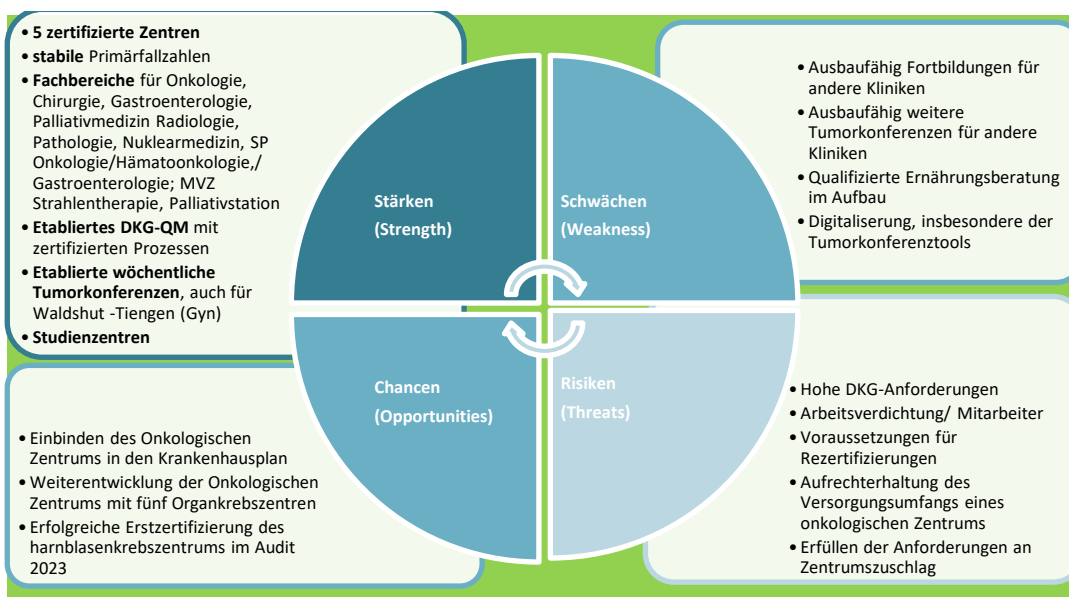 • 5 zertifizierte Zentren
• stabile Primärfallzahlen
• Fachbereiche für Onkologie,
Chirurgie, Gastroenterologie,
Palliativmedizin Radiologie,
Pathologie, Nuklearmedizin, SP
Onkologie/Hämatoonkologie,/
Gastroenterologie; MVZ
Strahlentherapie, Palliativstation
• Etabliertes DKG-QM mit
zertifizierten Prozessen
• Etablierte wöchentliche
Tumorkonferenzen, auch für
Waldshut -Tiengen (Gyn)
• Studienzentren
Stärken
(Strength)
Schwächen
(Weakness)
• Ausbaufähig Fortbildungen für
andere Kliniken
• Ausbaufähig weitere
Tumorkonferenzen für andere
Kliniken
• Qualifizierte Ernährungsberatung
im Aufbau
• Digitaliserung, insbesondere der
Tumorkonferenztools
• Einbinden des Onkologischen
Zentrums in den Krankenhausplan
• Weiterentwicklung der Onkologischen
Zentrums mit fünf Organkrebszentren
• Erfolgreiche Erstzertifizierung des
harnblasenkrebszentrums im Audit
2023
Chancen
(Opportunities)
Risiken
(Threats)
• Hohe DKG-Anforderungen
• Arbeitsverdichtung/ Mitarbeiter
• Voraussetzungen für
Rezertifizierungen
• Aufrechterhaltung des
Versorgungsumfangs eines
onkologischen Zentrums
• Erfüllen der Anforderungen an
Zentrumszuschlag